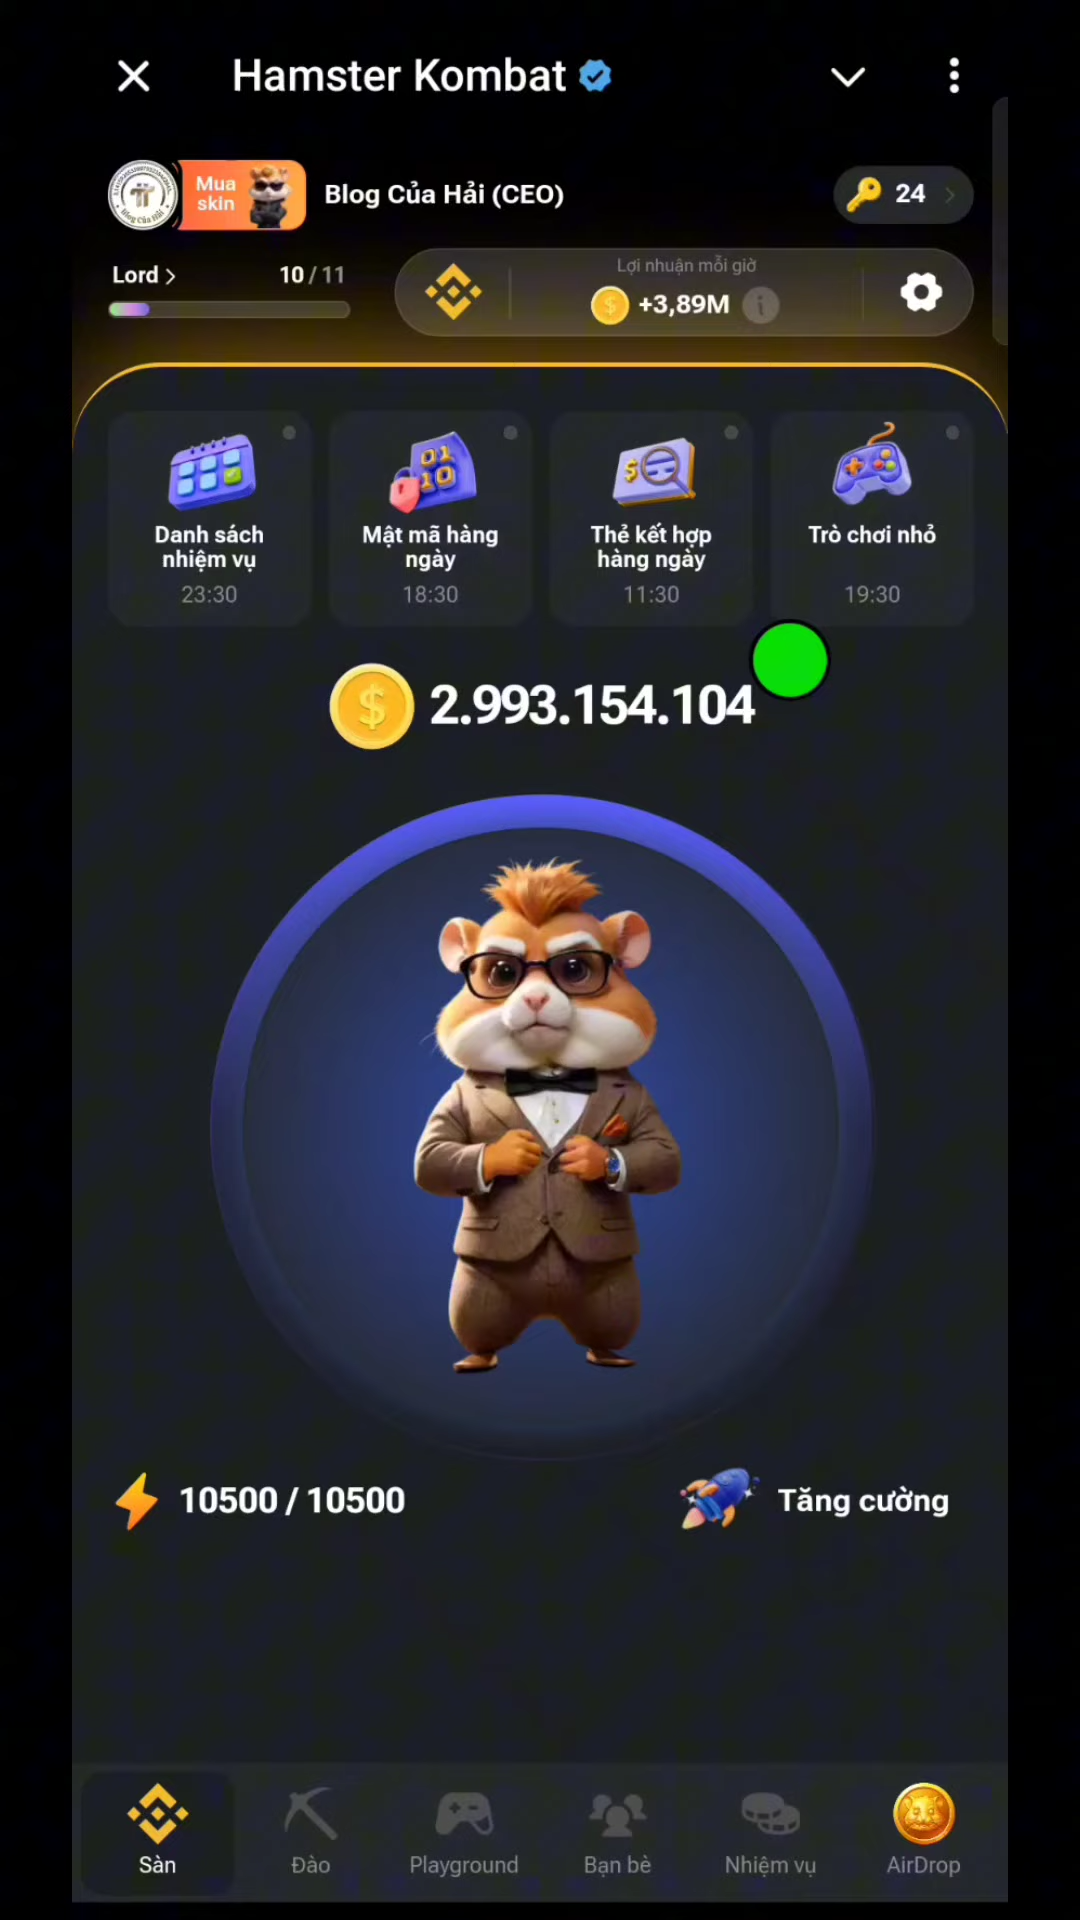 Hamster Kombat
Mua
skin
Blog Của Hải (CEO)
24
Lord
10 / 11
Lợi nhuận mỗi giờ
+3,89M
Danh sách
nhiệm vụ
23:30
Mật mã hàng
ngày
18:30
Thẻ kết hợp
hàng ngày
11:30
Trò chơi nhỏ
19:30
2.993.154.104
10500 / 10500
Tăng cường
Sàn
Đào
Playground
Bạn bè
Nhiệm vụ
AirDrop